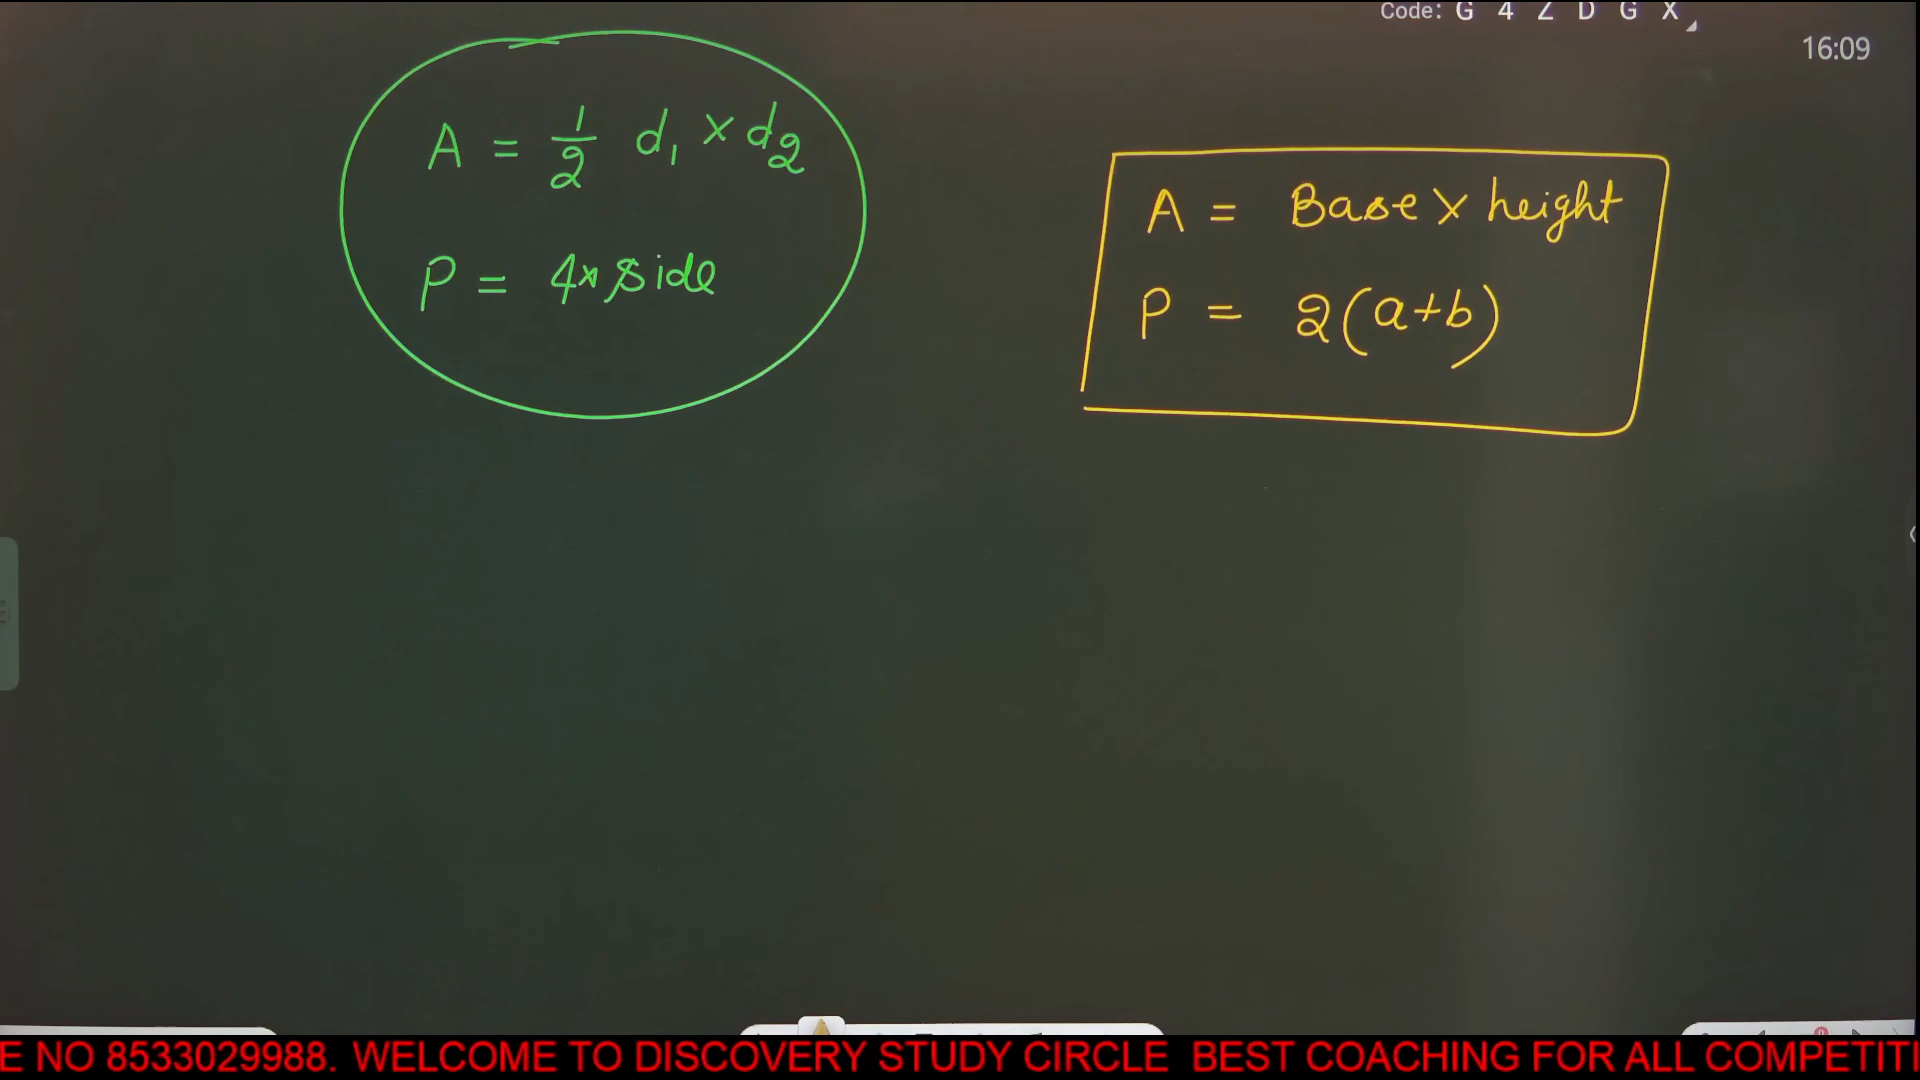 Code: G 4 Z D G X
16:09
A = 1/2 d₁ × d₂
P = 4 × side
A = Base × height
P = 2(a+b)
E NO 8533029988. WELCOME TO DISCOVERY STUDY CIRCLE BEST COACHING FOR ALL COMPETITI